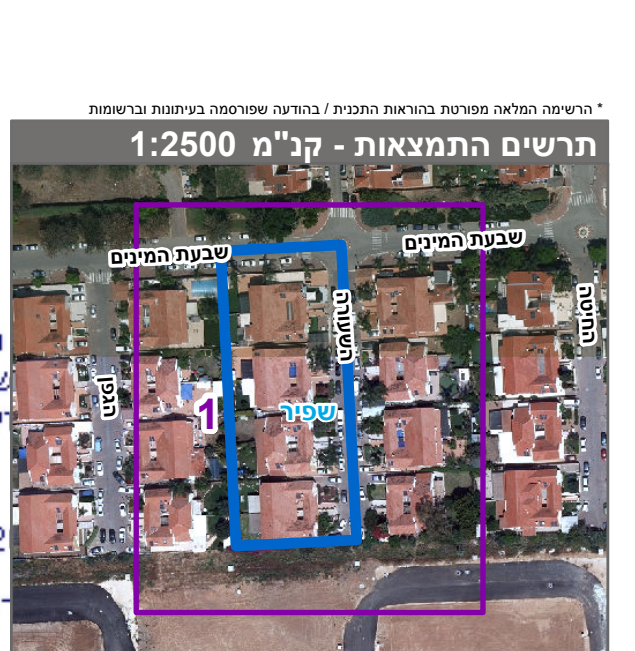 * הרשימה המלאה מפורטת בהוראות התכנית / בהודעה שפורסמה בעיתונות וברשומות
תרשים התמצאות - קנ"מ 1:2500
שבעת המינים
שבעת המינים
השעורה
החיטה
הגפן
שפיר
1